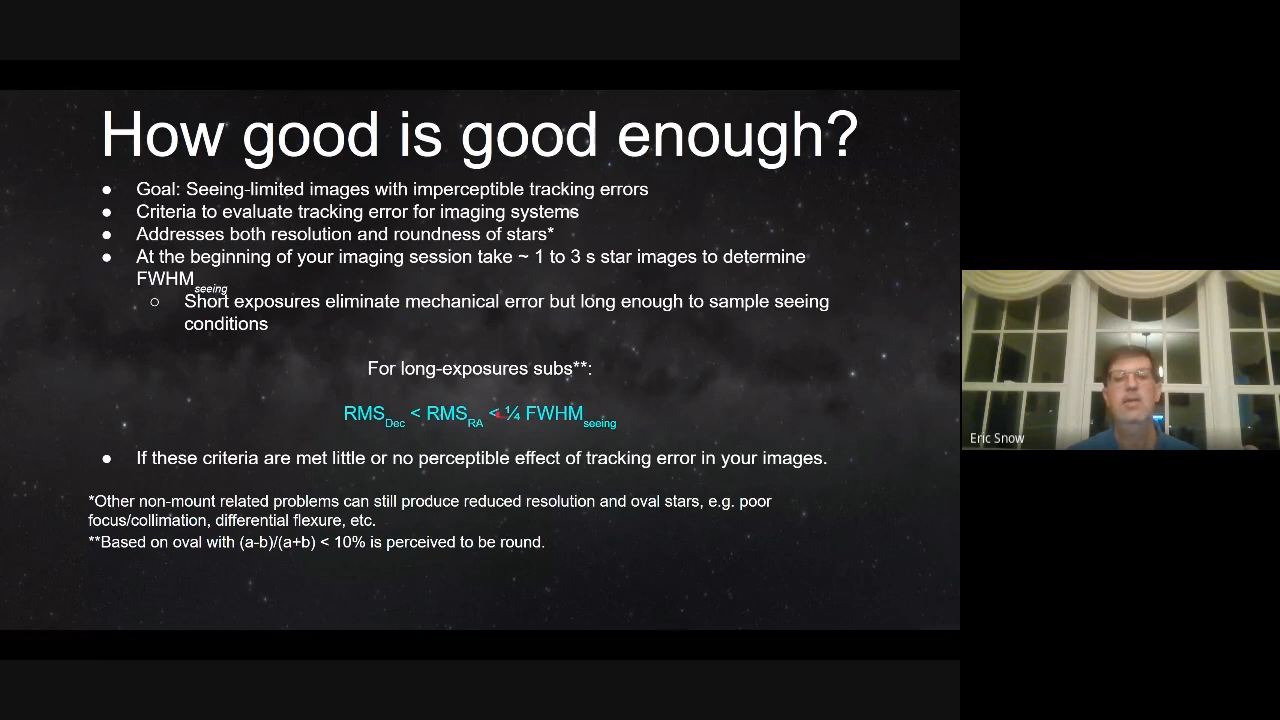 How good is good enough?
● Goal: Seeing-limited images with imperceptible tracking errors
● Criteria to evaluate tracking error for imaging systems
● Addresses both resolution and roundness of stars*
● At the beginning of your imaging session take ~ 1 to 3 s star images to determine
FWHMseeing
○ Short exposures eliminate mechanical error but long enough to sample seeing
conditions
For long-exposures subs**:
RMSDec < RMSRA < ¼ FWHMseeing
● If these criteria are met little or no perceptible effect of tracking error in your images.
*Other non-mount related problems can still produce reduced resolution and oval stars, e.g. poor
focus/collimation, differential flexure, etc.
**Based on oval with (a-b)/(a+b) < 10% is perceived to be round.
Eric Snow